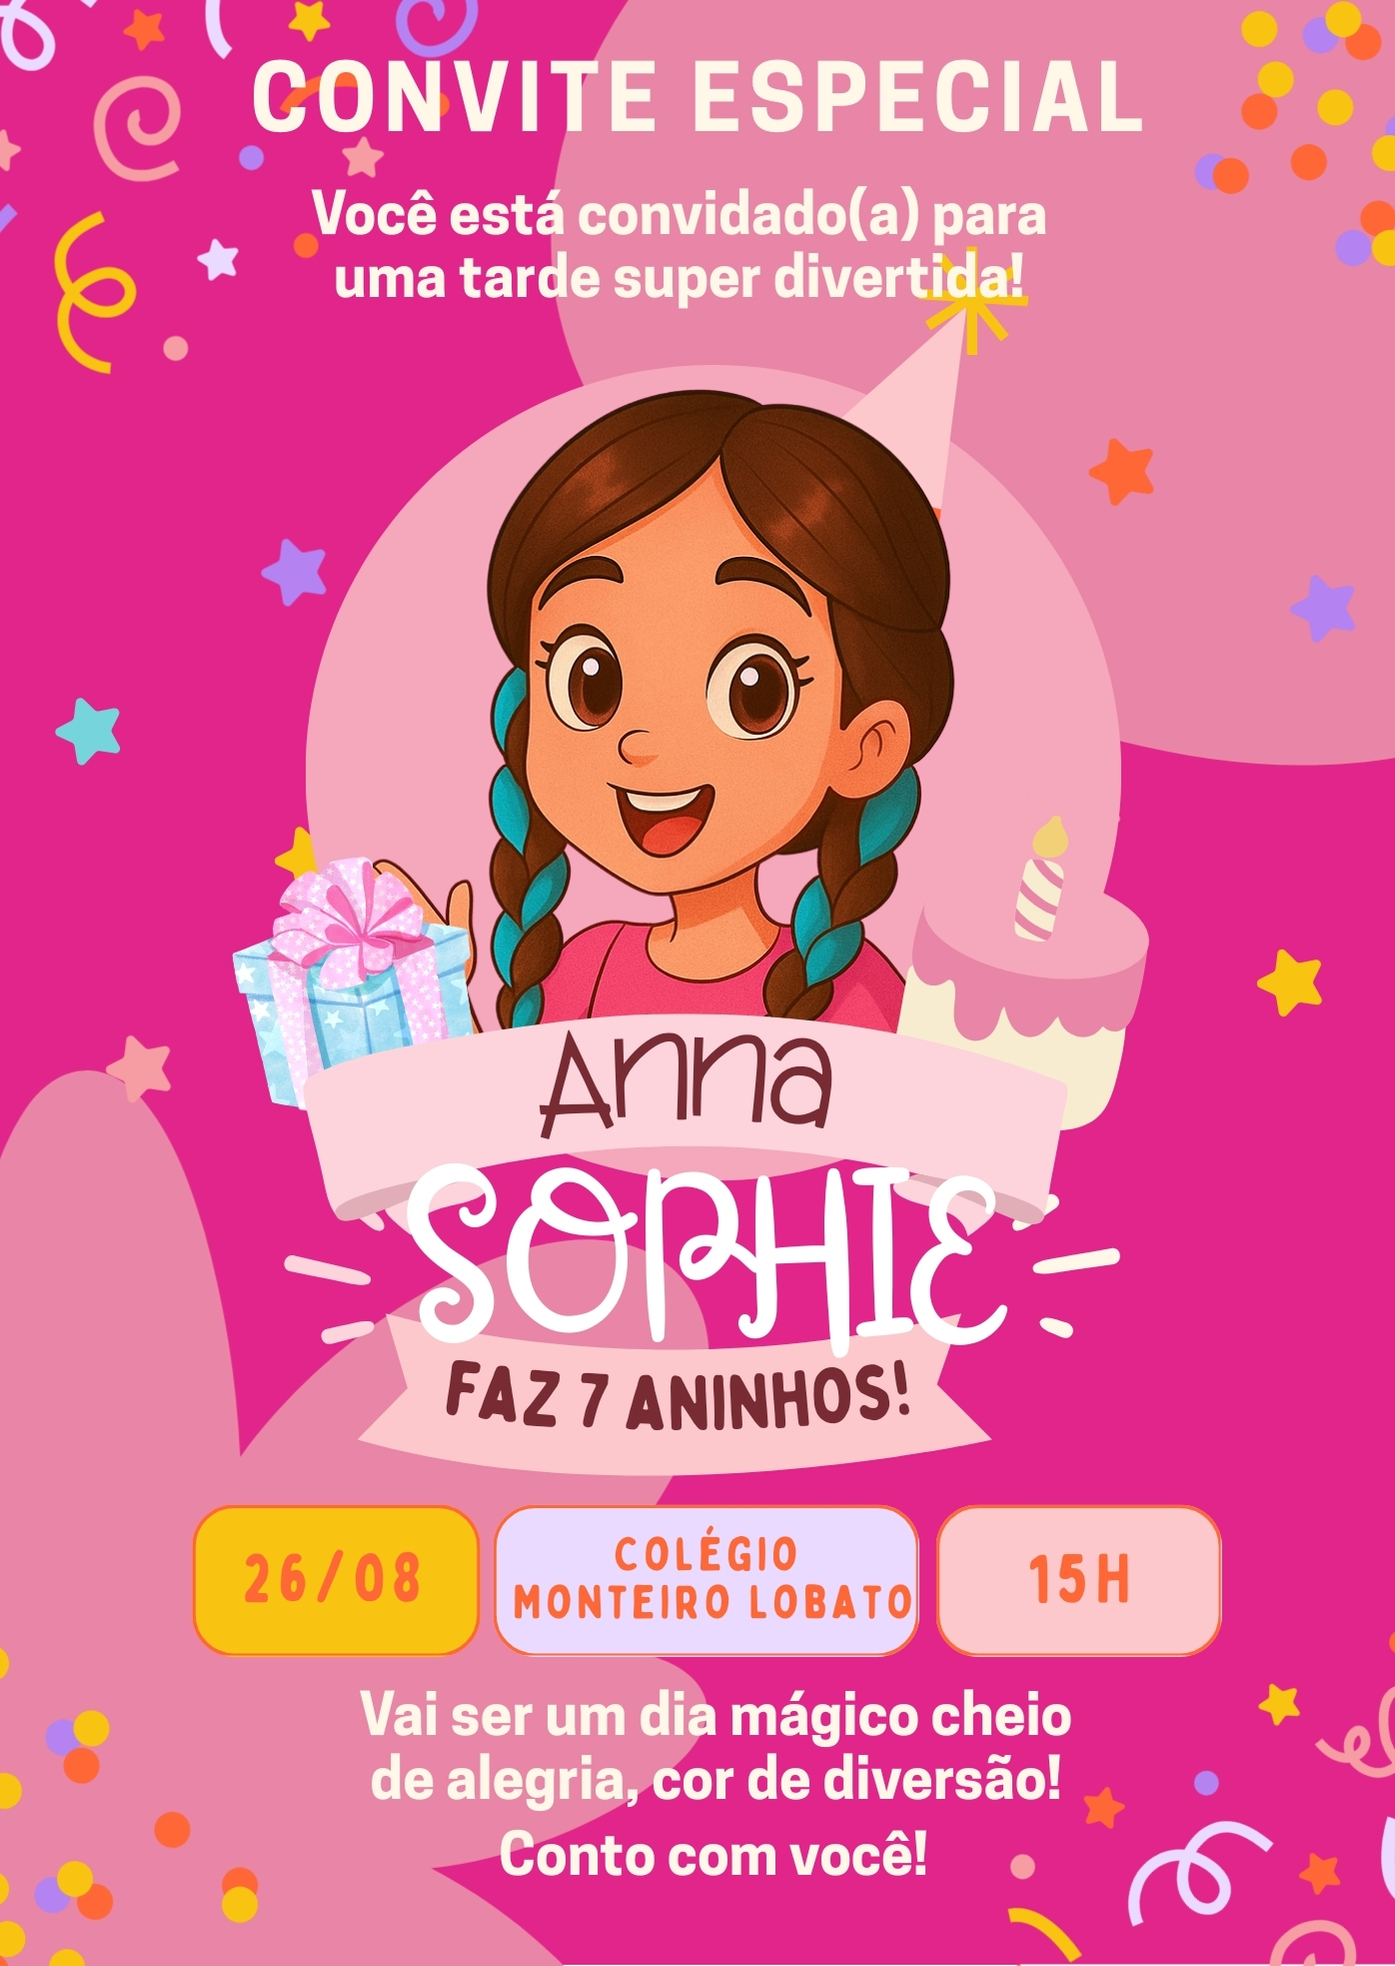 CONVITE ESPECIAL
Você está convidado(a) para
uma tarde super divertida!
Anna
SOPHIE
FAZ 7 ANINHOS!
26/08
COLÉGIO
MONTEIRO LOBATO
15H
Vai ser um dia mágico cheio
de alegria, cor de diversão!
Conto com você!